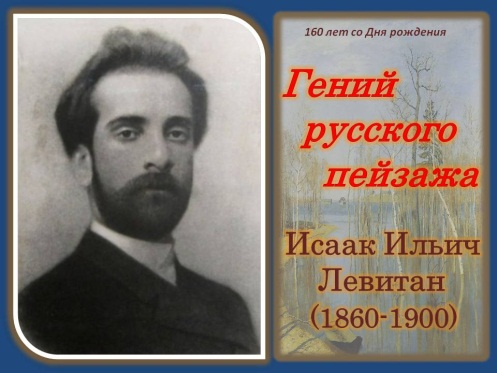 160 лет со Дня рождения
Гений
русского
пейзажа
Исаак Ильич
Левитан
(1860-1900)